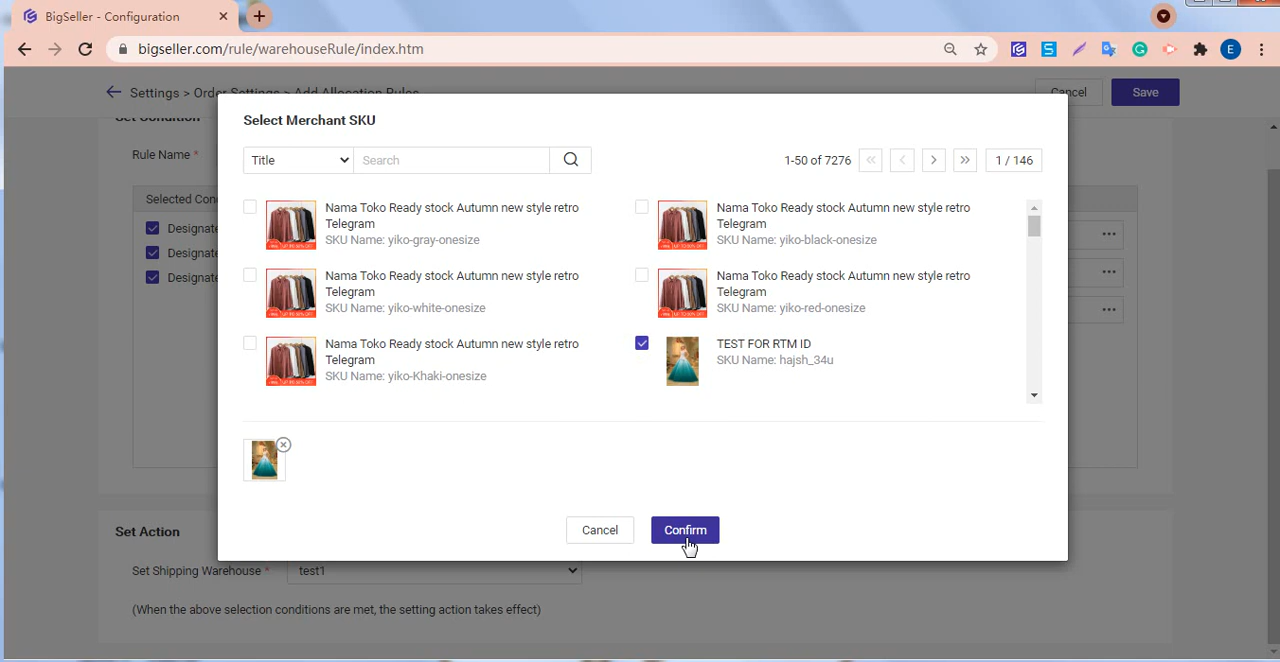 BigSeller - Configuration
bigseller.com/rule/warehouseRule/index.htm
E
Settings > Order Settings > Add Allocation Rules
Cancel
Save
Set Condition
Rule Name *
Selected Con
Designate
Designate
Designate
Select Merchant SKU
Title
Search
1-50 of 7276
1 / 146
Nama Toko Ready stock Autumn new style retro
Telegram
SKU Name: yiko-gray-onesize
Nama Toko Ready stock Autumn new style retro
Telegram
SKU Name: yiko-black-onesize
Nama Toko Ready stock Autumn new style retro
Telegram
SKU Name: yiko-white-onesize
Nama Toko Ready stock Autumn new style retro
Telegram
SKU Name: yiko-red-onesize
Nama Toko Ready stock Autumn new style retro
Telegram
SKU Name: yiko-Khaki-onesize
TEST FOR RTM ID
SKU Name: hajsh_34u
Cancel
Confirm
Set Action
Set Shipping Warehouse *
test1
(When the above selection conditions are met, the setting action takes effect)